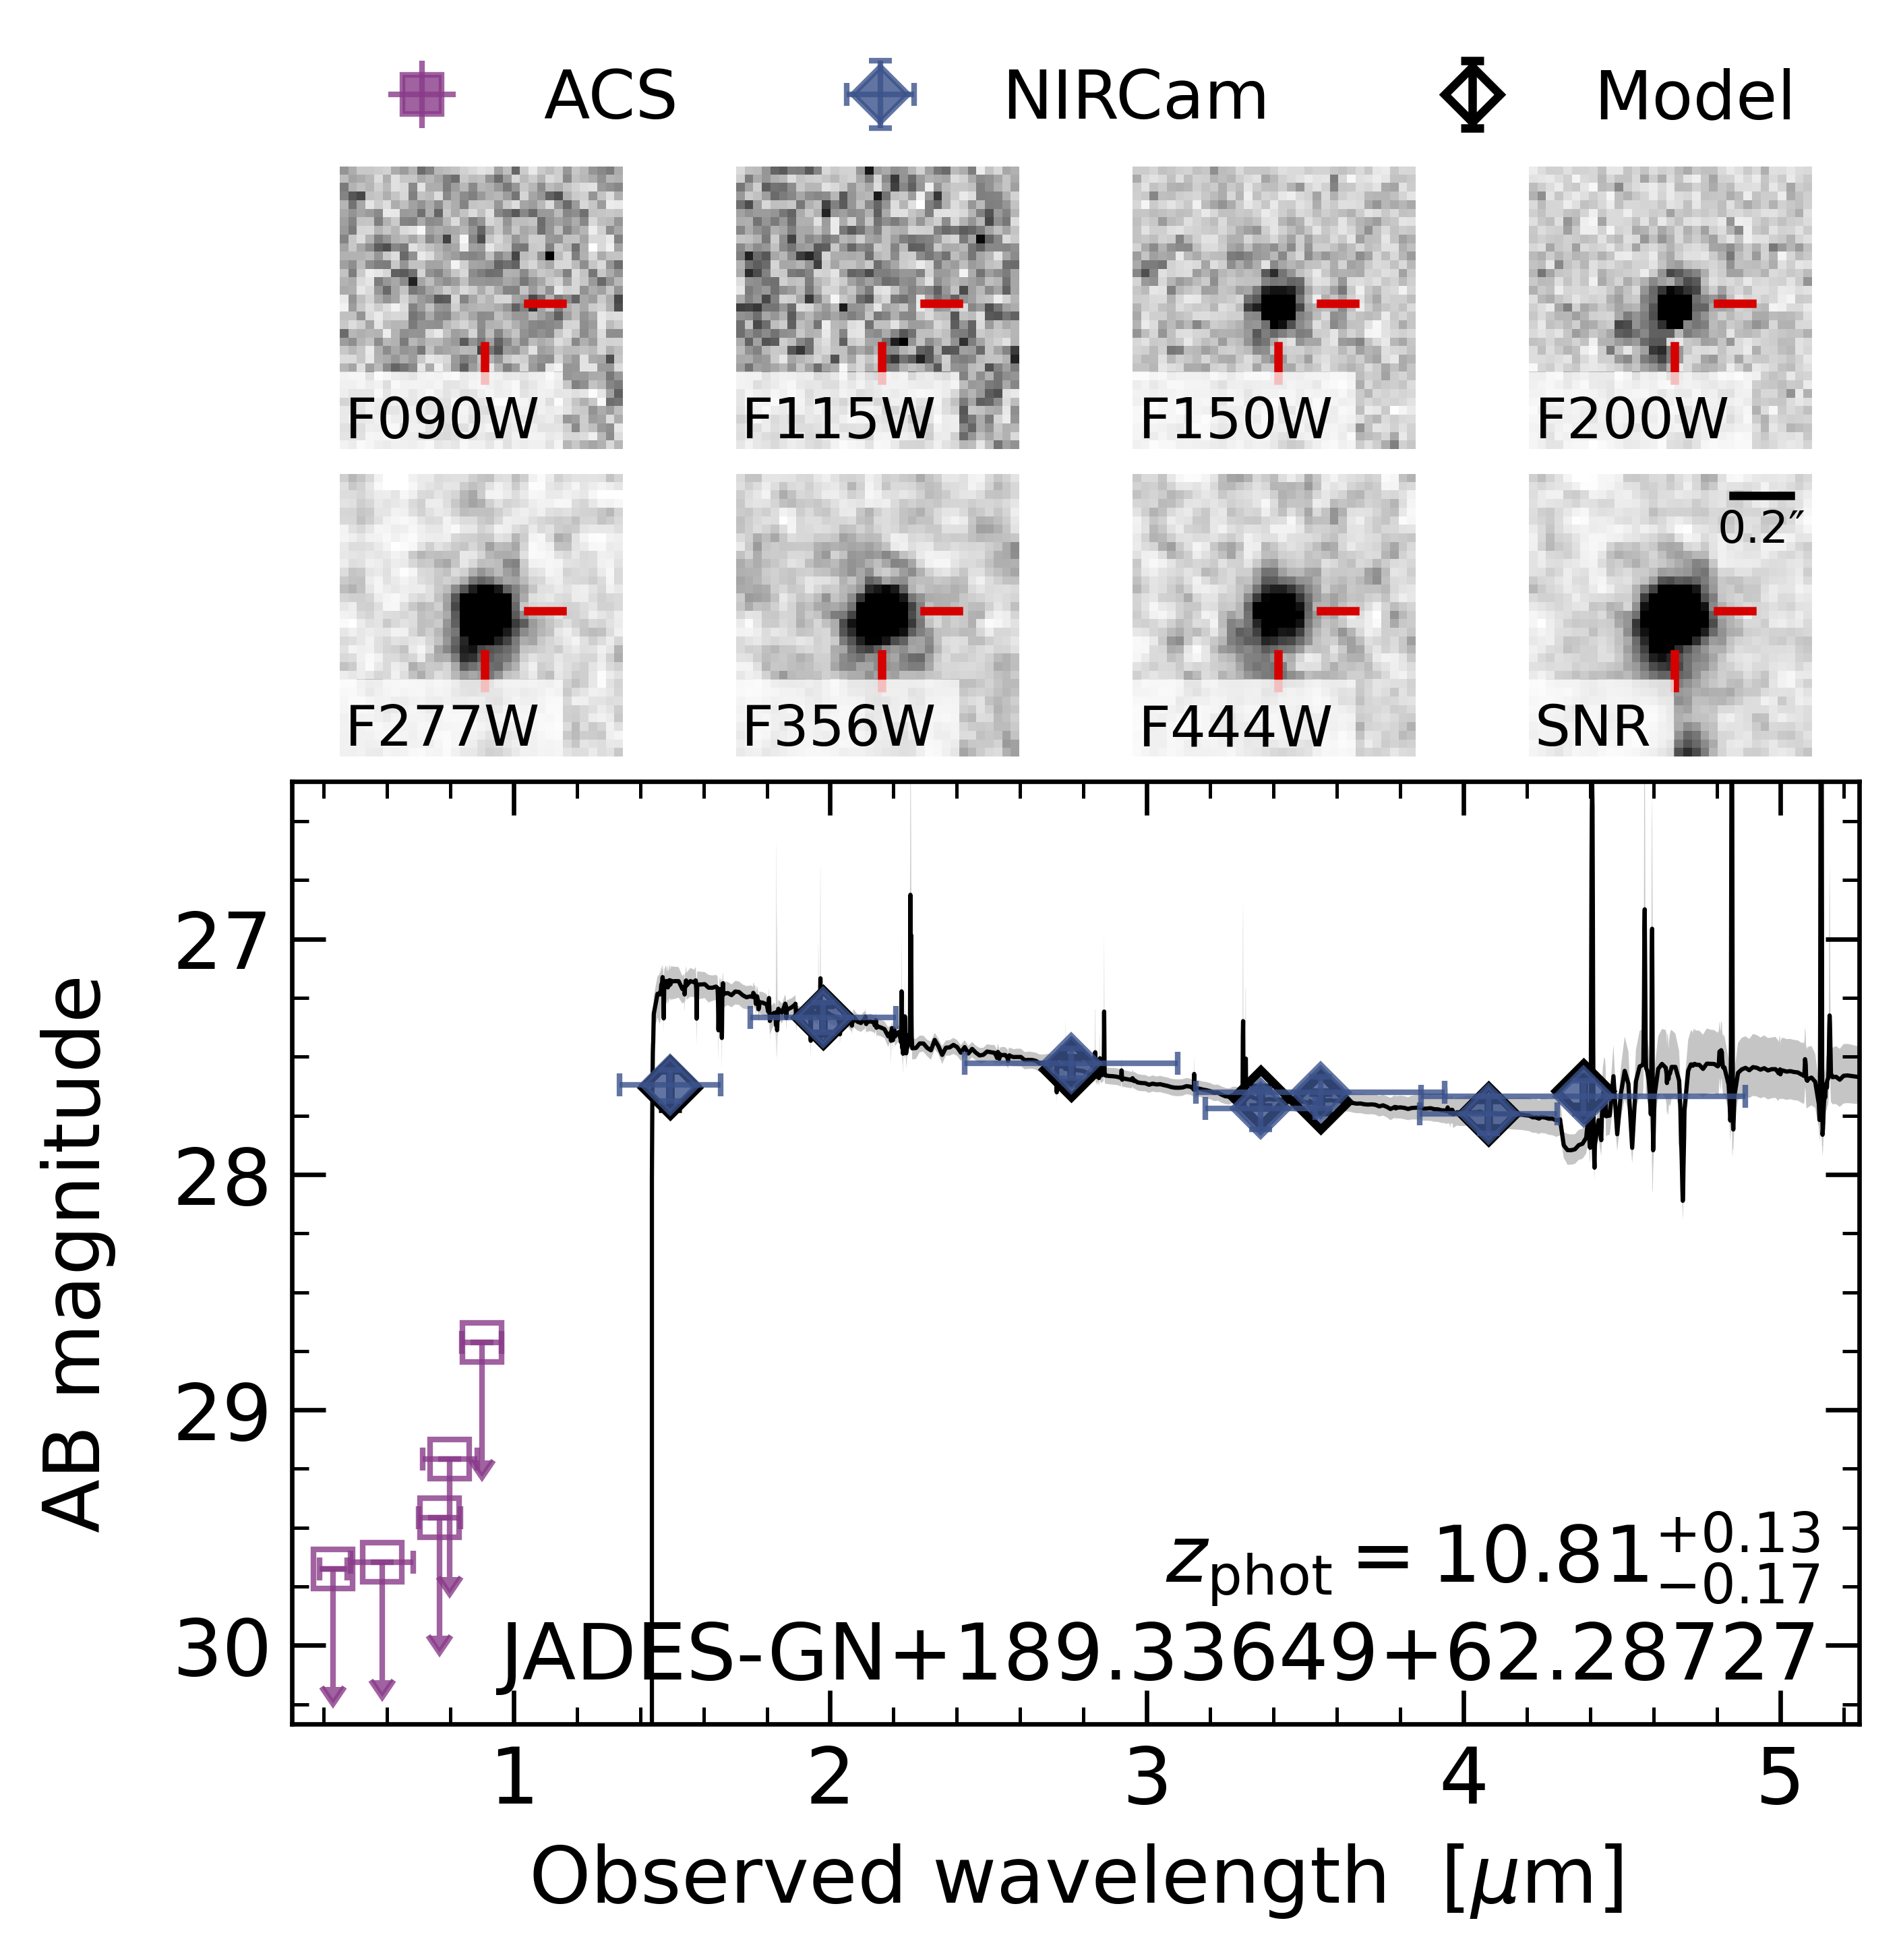 ACS NIRCam Model
F090W F115W F150W F200W
0.2″
F277W F356W F444W SNR
AB magnitude
27
28
29
30
z_phot = 10.81 +0.13 −0.17
JADES-GN+189.33649+62.28727
1 2 3 4 5
Observed wavelength [μm]